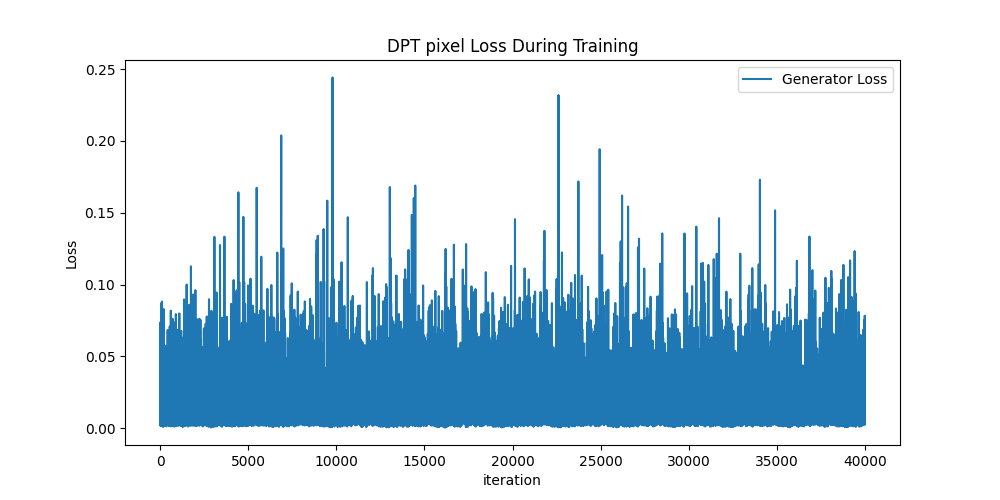 DPT pixel Loss During Training
Generator Loss
Loss
0.25
0.20
0.15
0.10
0.05
0.00
0 5000 10000 15000 20000 25000 30000 35000 40000
iteration